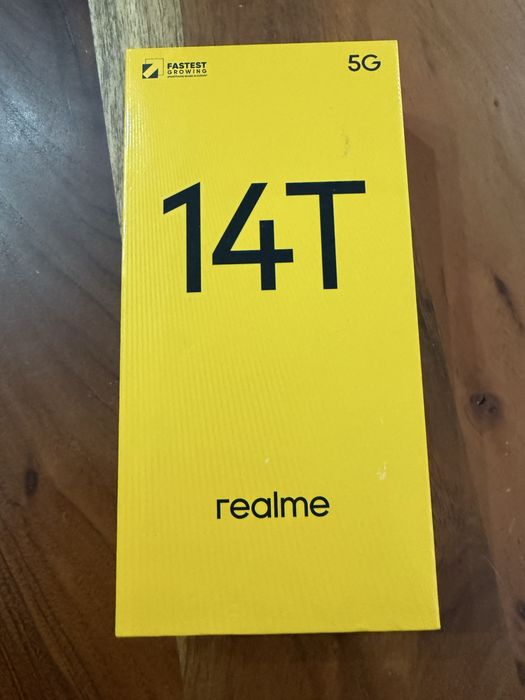 FASTEST
GROWING
5G
14T
realme